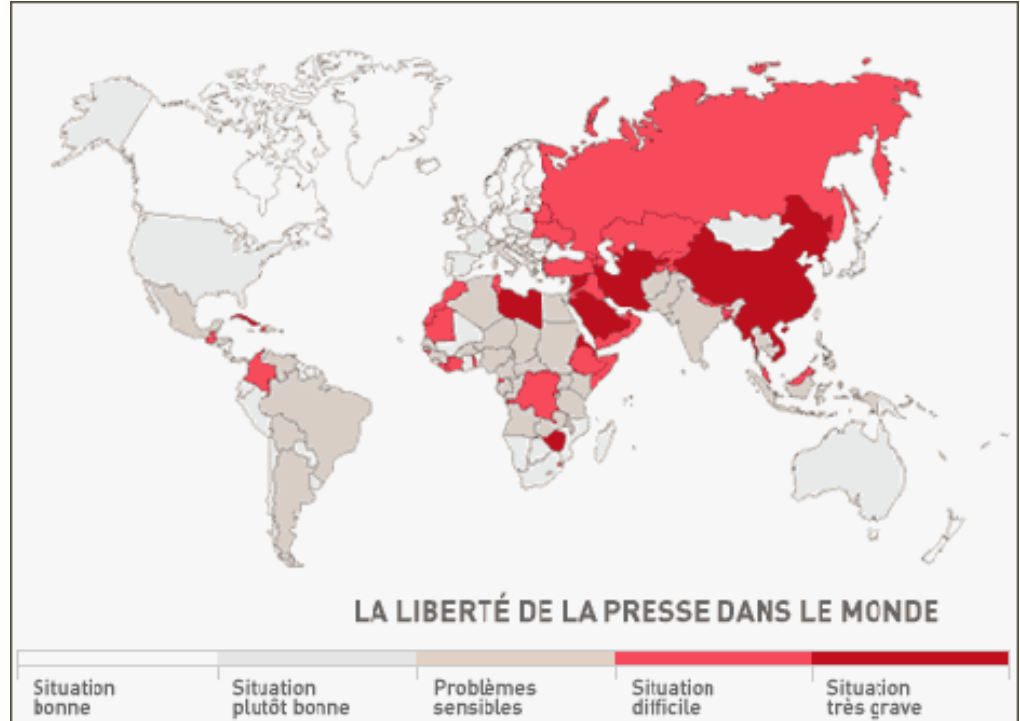 LA LIBERTÉ DE LA PRESSE DANS LE MONDE
Situation
bonne
Situation
plutôt bonne
Problèmes
sensibles
Situation
difficile
Situation
très grave